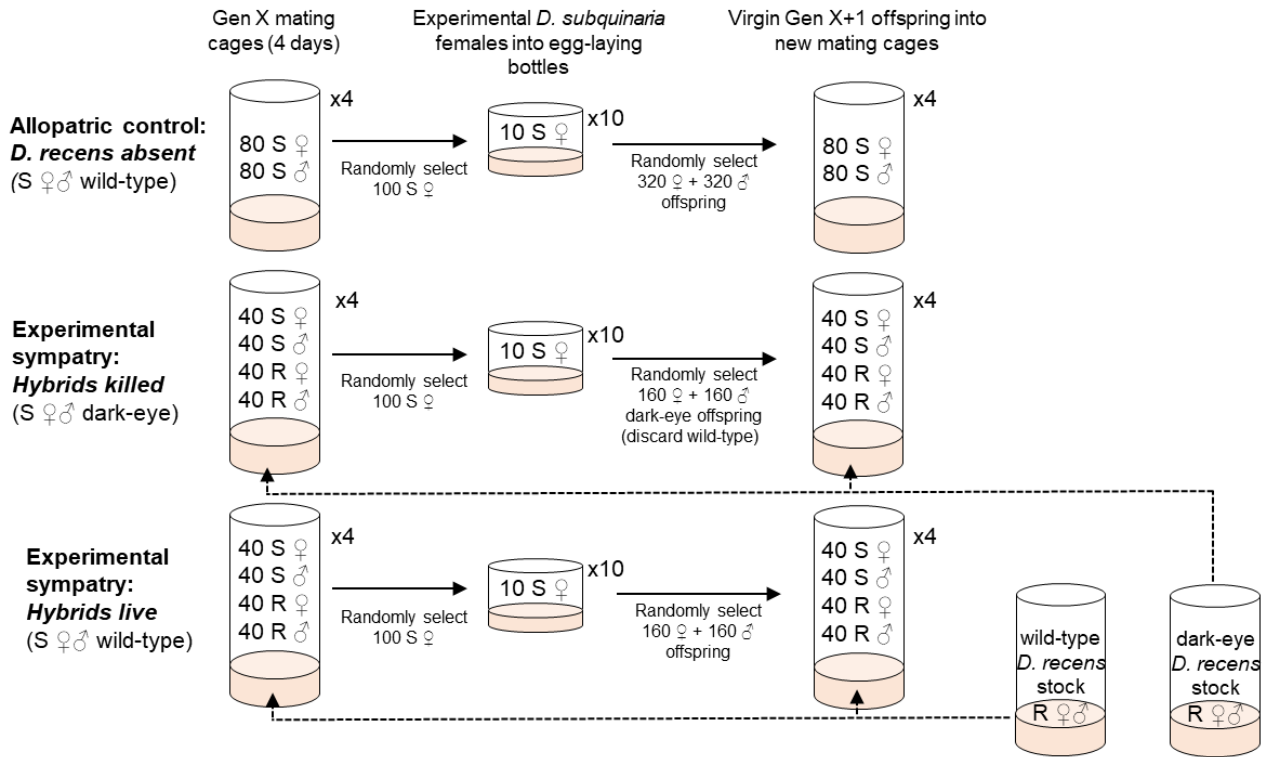 Gen X mating
cages (4 days)
Experimental D. subquinaria
females into egg-laying
bottles
Virgin Gen X+1 offspring into
new mating cages
Allopatric control:
D. recens absent
(S ♀♂ wild-type)
x4
80 S ♀
80 S ♂
Randomly select
100 S ♀
10 S ♀
x10
Randomly select
320 ♀ + 320 ♂
offspring
x4
80 S ♀
80 S ♂
Experimental
sympatry:
Hybrids killed
(S ♀♂ dark-eye)
x4
40 S ♀
40 S ♂
40 R ♀
40 R ♂
Randomly select
100 S ♀
10 S ♀
x10
Randomly select
160 ♀ + 160 ♂
dark-eye offspring
(discard wild-type)
x4
40 S ♀
40 S ♂
40 R ♀
40 R ♂
Experimental
sympatry:
Hybrids live
(S ♀♂ wild-type)
x4
40 S ♀
40 S ♂
40 R ♀
40 R ♂
Randomly select
100 S ♀
10 S ♀
x10
Randomly select
160 ♀ + 160 ♂
offspring
x4
40 S ♀
40 S ♂
40 R ♀
40 R ♂
wild-type
D. recens
stock
R ♀♂
dark-eye
D. recens
stock
R ♀♂